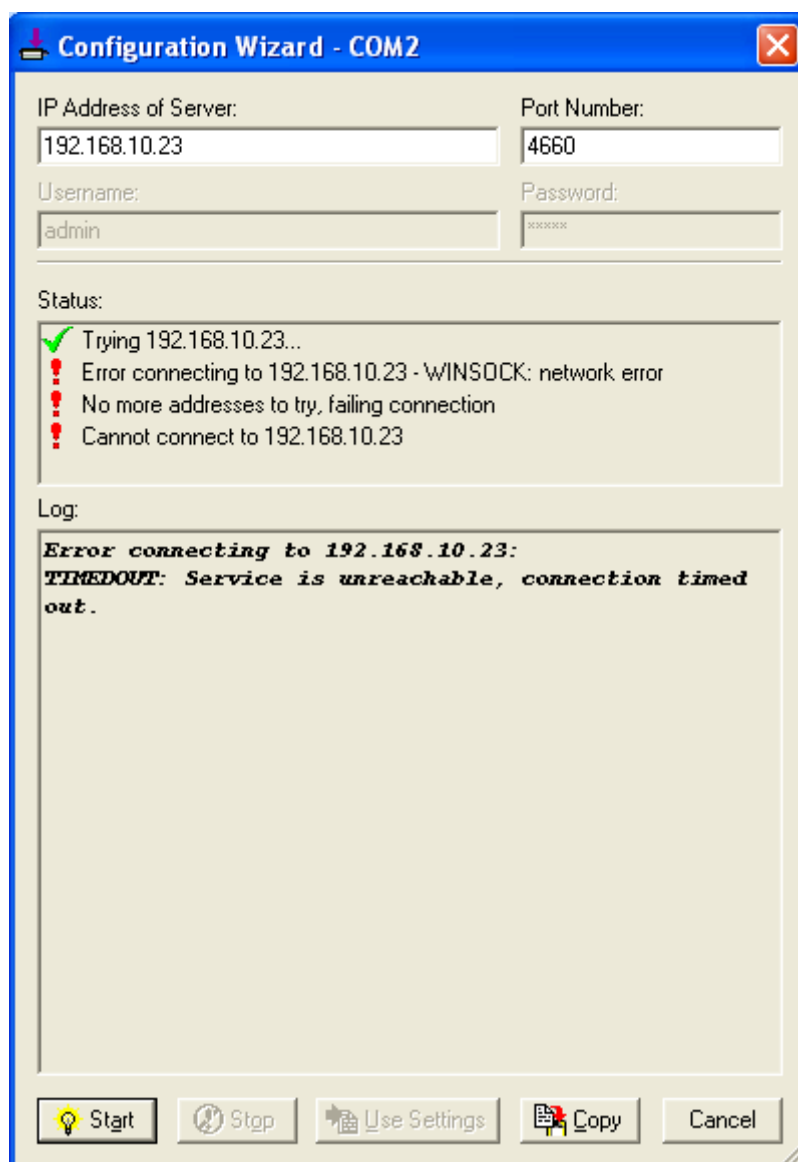 Configuration Wizard - COM2
IP Address of Server:
Port Number:
192.168.10.23
4660
Username:
Password:
admin
×××××
Status:
Trying 192.168.10.23...
Error connecting to 192.168.10.23 - WINSOCK: network error
No more addresses to try, failing connection
Cannot connect to 192.168.10.23
Log:
Error connecting to 192.168.10.23:
TIMEDOUT: Service is unreachable, connection timed
out.
Start
Stop
Use Settings
Copy
Cancel